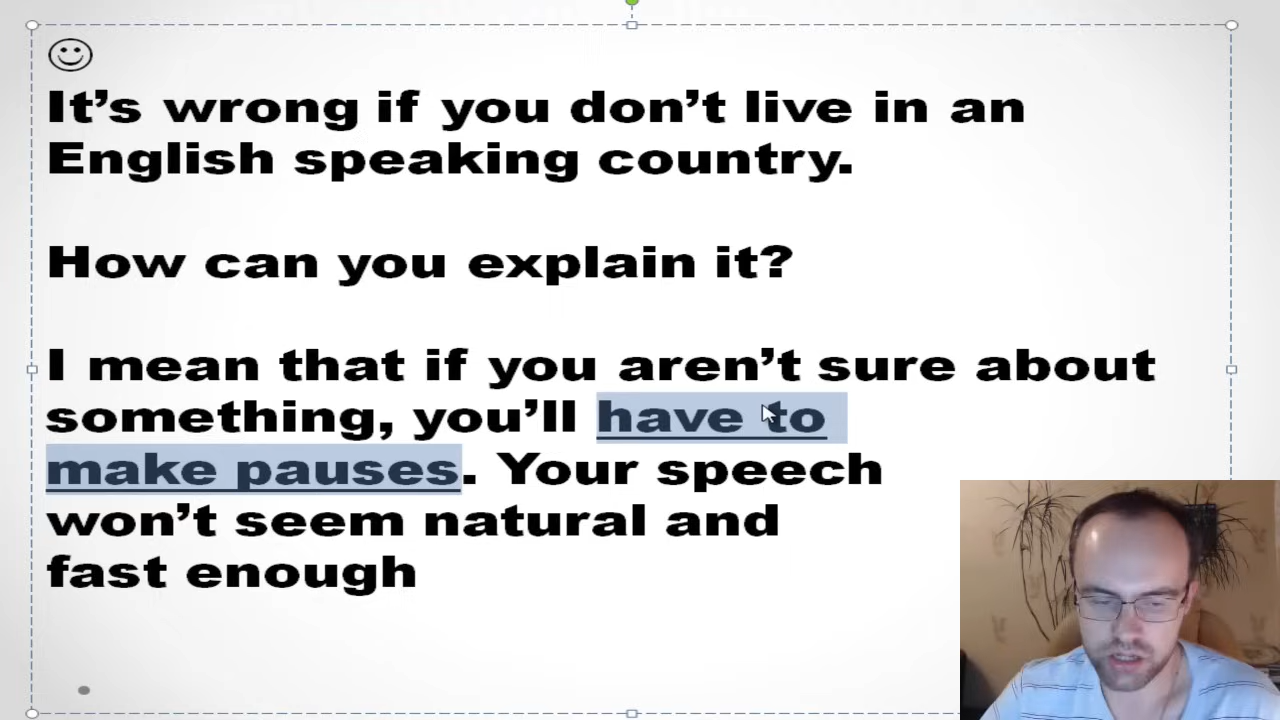 It’s wrong if you don’t live in an
English speaking country.
How can you explain it?
I mean that if you aren’t sure about
something, you’ll have to
make pauses. Your speech
won’t seem natural and
fast enough